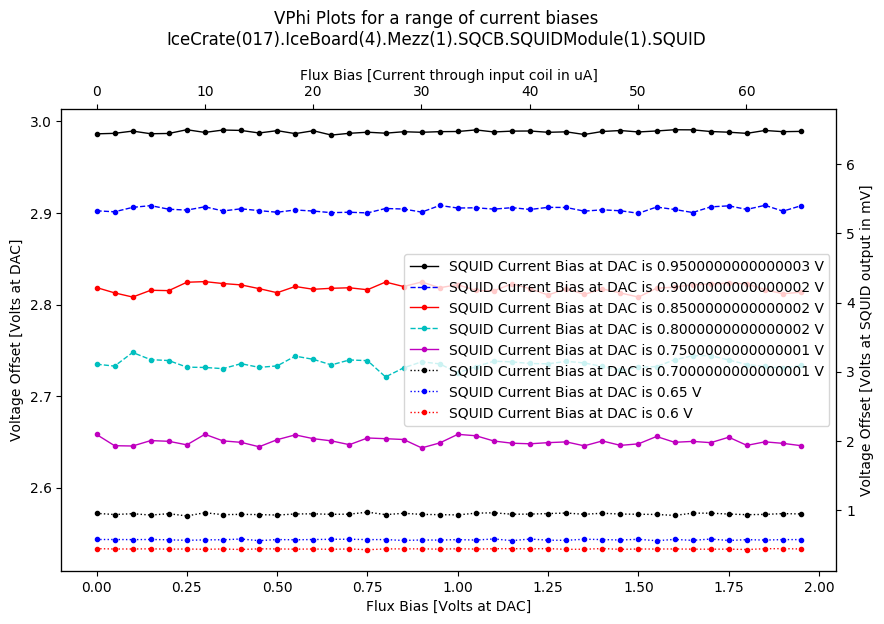 VPhi Plots for a range of current biases
IceCrate(017).IceBoard(4).Mezz(1).SQCB.SQUIDModule(1).SQUID
Flux Bias [Current through input coil in uA]
0 10 20 30 40 50 60
3.0
2.9
2.8
2.7
2.6
Voltage Offset [Volts at DAC]
6
5
4
3
2
1
Voltage Offset [Volts at SQUID output in mV]
SQUID Current Bias at DAC is 0.9500000000000003 V
SQUID Current Bias at DAC is 0.9000000000000002 V
SQUID Current Bias at DAC is 0.8500000000000002 V
SQUID Current Bias at DAC is 0.8000000000000002 V
SQUID Current Bias at DAC is 0.7500000000000001 V
SQUID Current Bias at DAC is 0.7000000000000001 V
SQUID Current Bias at DAC is 0.65 V
SQUID Current Bias at DAC is 0.6 V
0.00 0.25 0.50 0.75 1.00 1.25 1.50 1.75 2.00
Flux Bias [Volts at DAC]